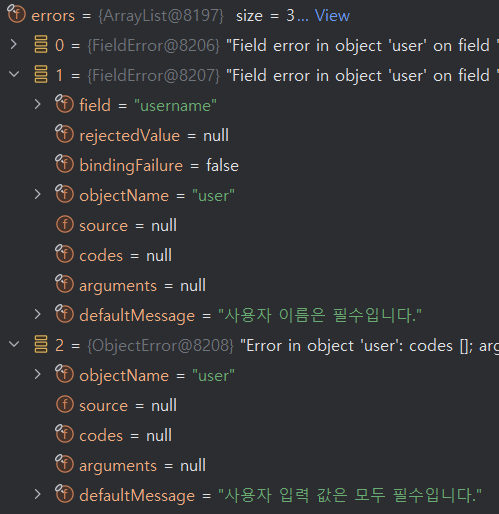 errors = {ArrayList@8197} size = 3... View
0 = {FieldError@8206} "Field error in object 'user' on field '
1 = {FieldError@8207} "Field error in object 'user' on field '
field = "username"
rejectedValue = null
bindingFailure = false
objectName = "user"
source = null
codes = null
arguments = null
defaultMessage = "사용자 이름은 필수입니다."
2 = {ObjectError@8208} "Error in object 'user': codes []; arg
objectName = "user"
source = null
codes = null
arguments = null
defaultMessage = "사용자 입력 값은 모두 필수입니다."